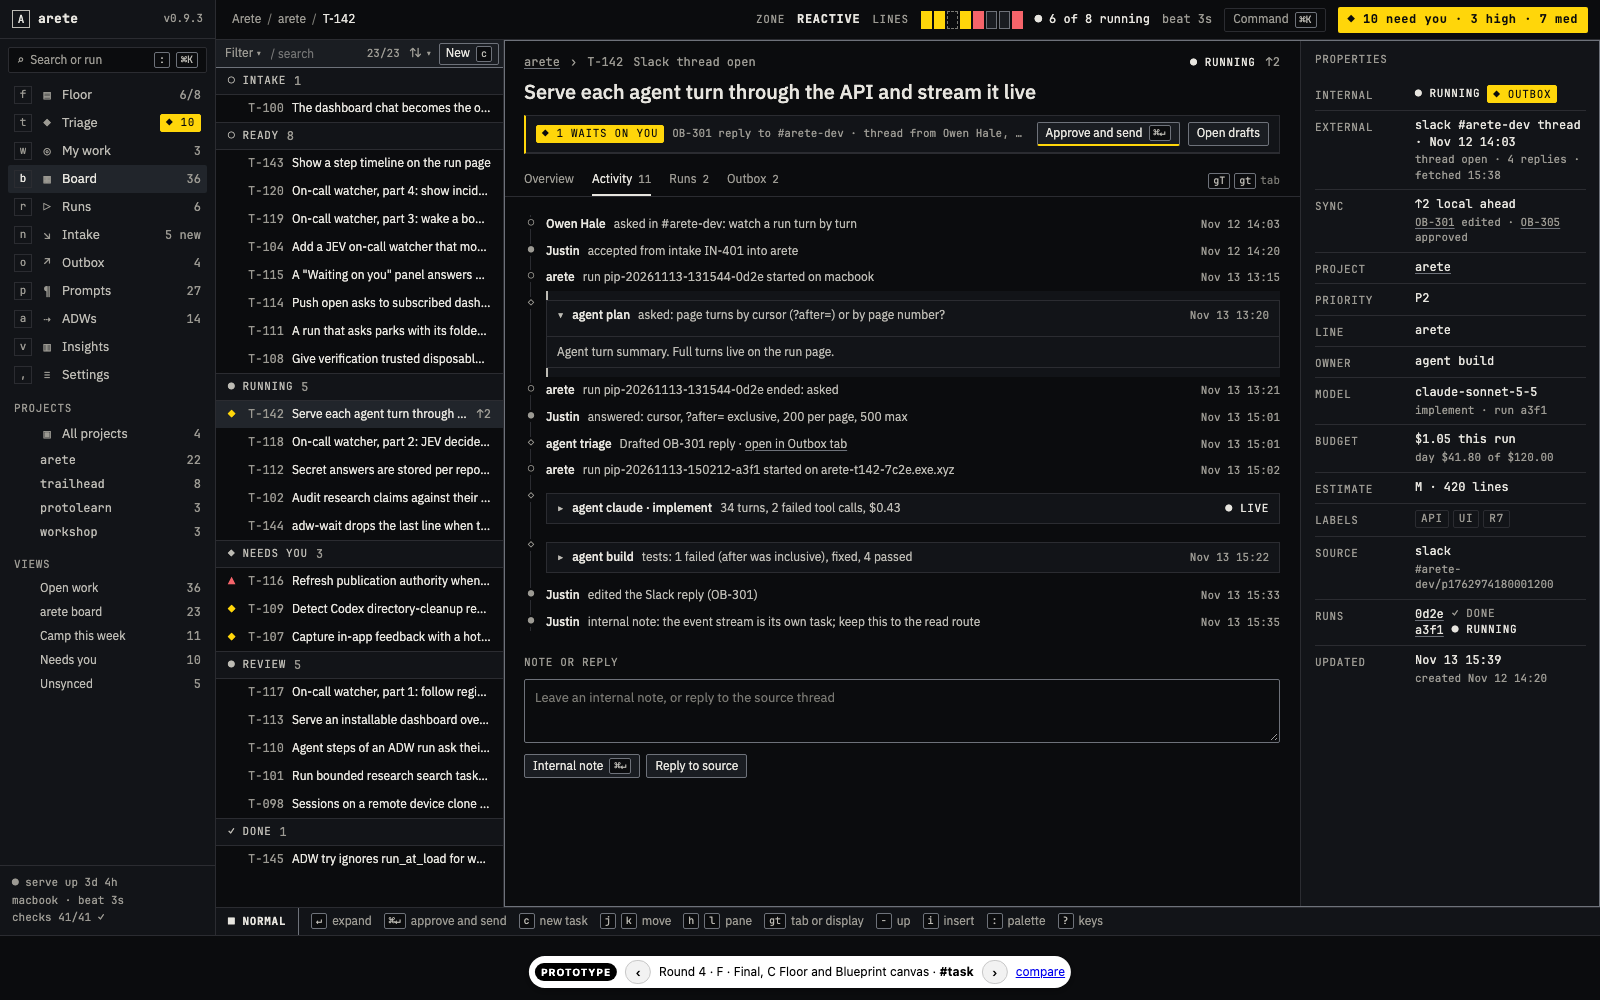 A arete v0.9.3
Search or run : ⌘K
f Floor 6/8
t Triage ◆ 10
w My work 3
b Board 36
r Runs 6
n Intake 5 new
o Outbox 4
p Prompts 27
a ADWs 14
v Insights
, Settings
PROJECTS
All projects 4
arete 22
trailhead 8
protolearn 3
workshop 3
VIEWS
Open work 36
arete board 23
Camp this week 11
Needs you 10
Unsynced 5
serve up 3d 4h
macbook · beat 3s
checks 41/41 ✓
Arete / arete / T-142
ZONE REACTIVE LINES ● 6 of 8 running beat 3s Command ⌘K ◆ 10 need you · 3 high · 7 med
Filter ▾ / search 23/23 ↑↓ ▾ New c
INTAKE 1
T-100 The dashboard chat becomes the o…
READY 8
T-143 Show a step timeline on the run page
T-120 On-call watcher, part 4: show incid…
T-119 On-call watcher, part 3: wake a bo…
T-104 Add a JEV on-call watcher that mo…
T-115 A "Waiting on you" panel answers …
T-114 Push open asks to subscribed dash…
T-111 A run that asks parks with its folde…
T-108 Give verification trusted disposabl…
RUNNING 5
T-142 Serve each agent turn through … ↑2
T-118 On-call watcher, part 2: JEV decide…
T-112 Secret answers are stored per repo…
T-102 Audit research claims against their …
T-144 adw-wait drops the last line when t…
NEEDS YOU 3
T-116 Refresh publication authority when…
T-109 Detect Codex directory-cleanup re…
T-107 Capture in-app feedback with a hot…
REVIEW 5
T-117 On-call watcher, part 1: follow regi…
T-113 Serve an installable dashboard ove…
T-110 Agent steps of an ADW run ask thei…
T-101 Run bounded research search task…
T-098 Sessions on a remote device clone …
✓ DONE 1
T-145 ADW try ignores run_at_load for w…
arete › T-142 Slack thread open ● RUNNING ↑2
Serve each agent turn through the API and stream it live
◆ 1 WAITS ON YOU OB-301 reply to #arete-dev · thread from Owen Hale, … Approve and send ⌘↵ Open drafts
Overview Activity 11 Runs 2 Outbox 2 gT gt tab
Owen Hale asked in #arete-dev: watch a run turn by turn Nov 12 14:03
Justin accepted from intake IN-401 into arete Nov 12 14:20
arete run pip-20261113-131544-0d2e started on macbook Nov 13 13:15
▾ agent plan asked: page turns by cursor (?after=) or by page number? Nov 13 13:20
Agent turn summary. Full turns live on the run page.
arete run pip-20261113-131544-0d2e ended: asked Nov 13 13:21
Justin answered: cursor, ?after= exclusive, 200 per page, 500 max Nov 13 15:01
agent triage Drafted OB-301 reply · open in Outbox tab Nov 13 15:01
arete run pip-20261113-150212-a3f1 started on arete-t142-7c2e.exe.xyz Nov 13 15:02
▸ agent claude · implement 34 turns, 2 failed tool calls, $0.43 ● LIVE
▸ agent build tests: 1 failed (after was inclusive), fixed, 4 passed Nov 13 15:22
Justin edited the Slack reply (OB-301) Nov 13 15:33
Justin internal note: the event stream is its own task; keep this to the read route Nov 13 15:35
NOTE OR REPLY
Leave an internal note, or reply to the source thread
Internal note ⌘↵ Reply to source
PROPERTIES
INTERNAL ● RUNNING ◆ OUTBOX
EXTERNAL slack #arete-dev thread
· Nov 12 14:03
thread open · 4 replies ·
fetched 15:38
SYNC ↑2 local ahead
OB-301 edited · OB-305
approved
PROJECT arete
PRIORITY P2
LINE arete
OWNER agent build
MODEL claude-sonnet-5-5
implement · run a3f1
BUDGET $1.05 this run
day $41.80 of $120.00
ESTIMATE M · 420 lines
LABELS API UI R7
SOURCE slack
#arete-
dev/p1762974180001200
RUNS 0d2e ✓ DONE
a3f1 ● RUNNING
UPDATED Nov 13 15:39
created Nov 12 14:20
■ NORMAL ↵ expand ⌘↵ approve and send c new task j k move h l pane gt tab or display - up i insert : palette ? keys
PROTOTYPE ‹ Round 4 · F · Final, C Floor and Blueprint canvas · #task › compare